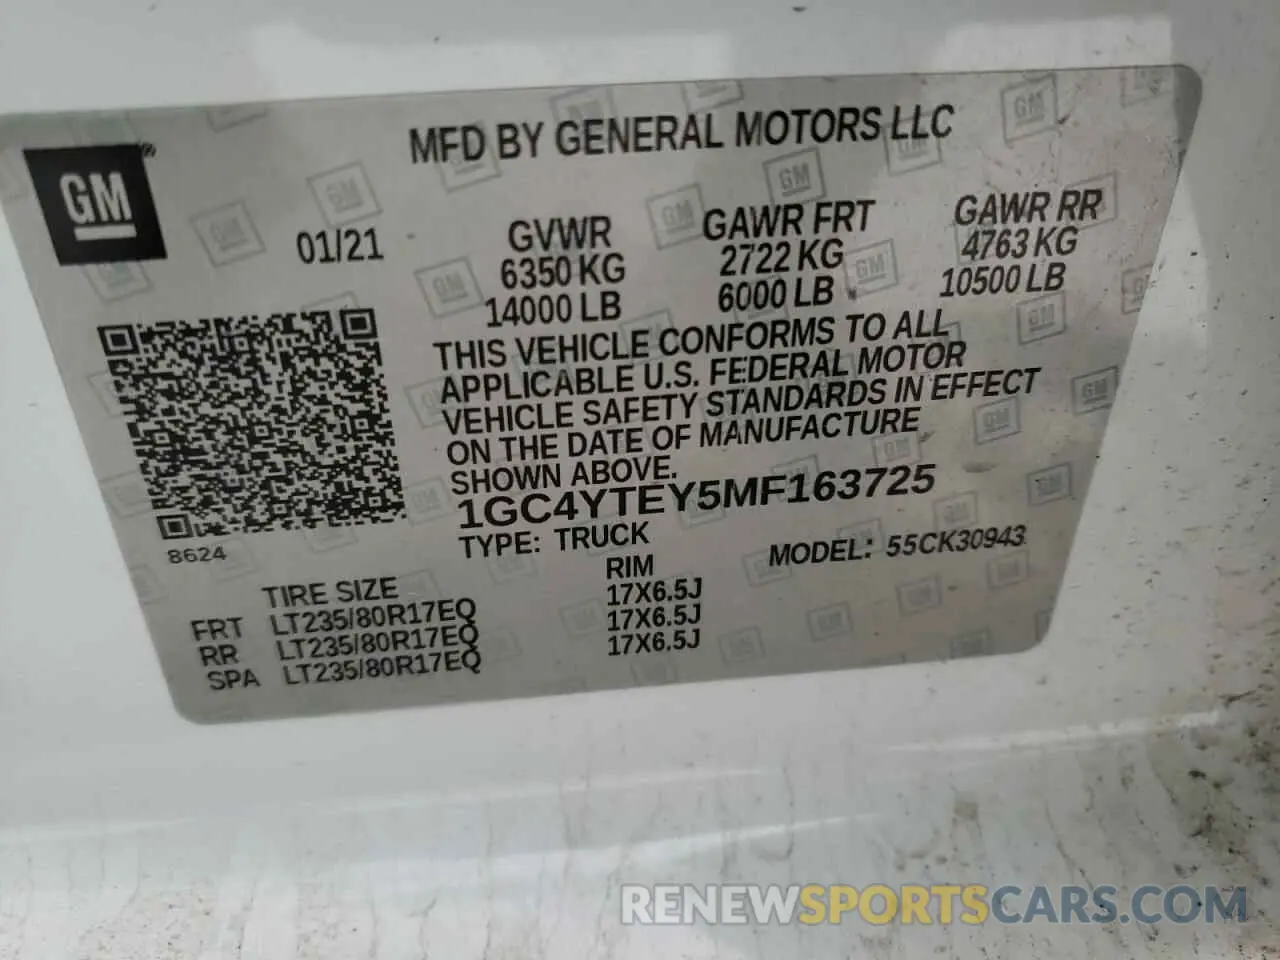 MFD BY GENERAL MOTORS LLC
GM
01/21
GVWR GAWR FRT GAWR RR
6350 KG 2722 KG 4763 KG
14000 LB 6000 LB 10500 LB
THIS VEHICLE CONFORMS TO ALL
APPLICABLE U.S. FEDERAL MOTOR
VEHICLE SAFETY STANDARDS IN EFFECT
ON THE DATE OF MANUFACTURE
SHOWN ABOVE.
1GC4YTEY5MF163725
8624
TYPE: TRUCK MODEL: 55CK30943
TIRE SIZE RIM
FRT LT235/80R17EQ 17X6.5J
RR LT235/80R17EQ 17X6.5J
SPA LT235/80R17EQ 17X6.5J
RENEWSPORTSCARS.COM